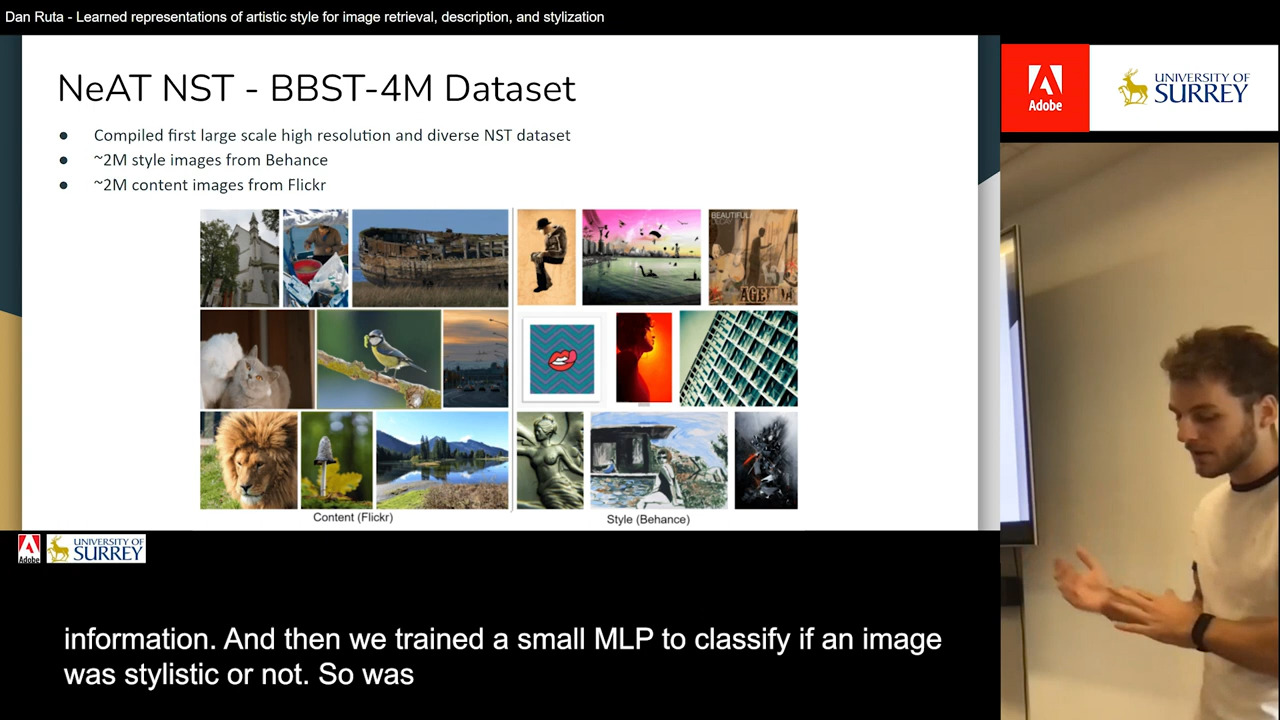 Dan Ruta - Learned representations of artistic style for image retrieval, description, and stylization
NeAT NST - BBST-4M Dataset
● Compiled first large scale high resolution and diverse NST dataset
● ~2M style images from Behance
● ~2M content images from Flickr
BEAUTIFUL/
DECAY
Content (Flickr)
Style (Behance)
Adobe
UNIVERSITY OF
SURREY
Adobe
UNIVERSITY OF
SURREY
information. And then we trained a small MLP to classify if an image
was stylistic or not. So was